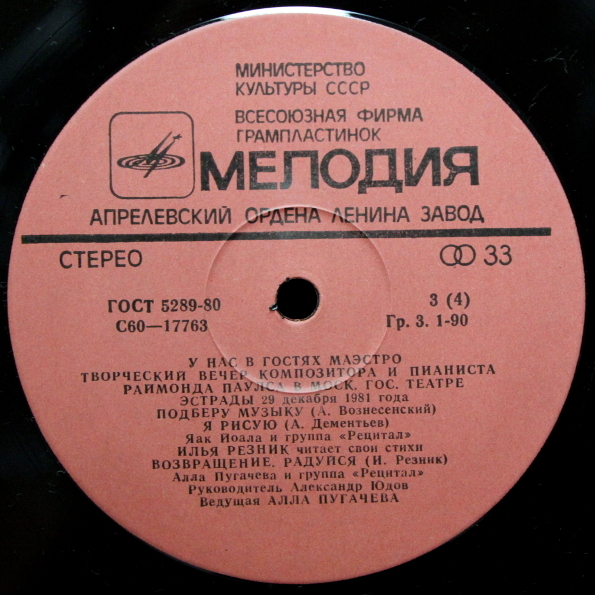 МИНИСТЕРСТВО
КУЛЬТУРЫ СССР
ВСЕСОЮЗНАЯ ФИРМА
ГРАМПЛАСТИНОК
МЕЛОДИЯ
АПРЕЛЕВСКИЙ ОРДЕНА ЛЕНИНА ЗАВОД
СТЕРЕО 33
ГОСТ 5289-80 3 (4)
С60—17763 Гр. 3. 1-90
У НАС В ГОСТЯХ МАЭСТРО
ТВОРЧЕСКИЙ ВЕЧЕР КОМПОЗИТОРА И ПИАНИСТА
РАЙМОНДА ПАУЛСА В МОСК. ГОС. ТЕАТРЕ
ЭСТРАДЫ 29 декабря 1981 года
ПОДБЕРУ МУЗЫКУ (А. Вознесенский)
Я РИСУЮ (А. Дементьев)
Яак Йоала и группа «Рецитал»
ИЛЬЯ РЕЗНИК читает свои стихи
ВОЗВРАЩЕНИЕ. РАДУЙСЯ (И. Резник)
Алла Пугачева и группа «Рецитал»
Руководитель Александр Юдов
Ведущая АЛЛА ПУГАЧЕВА